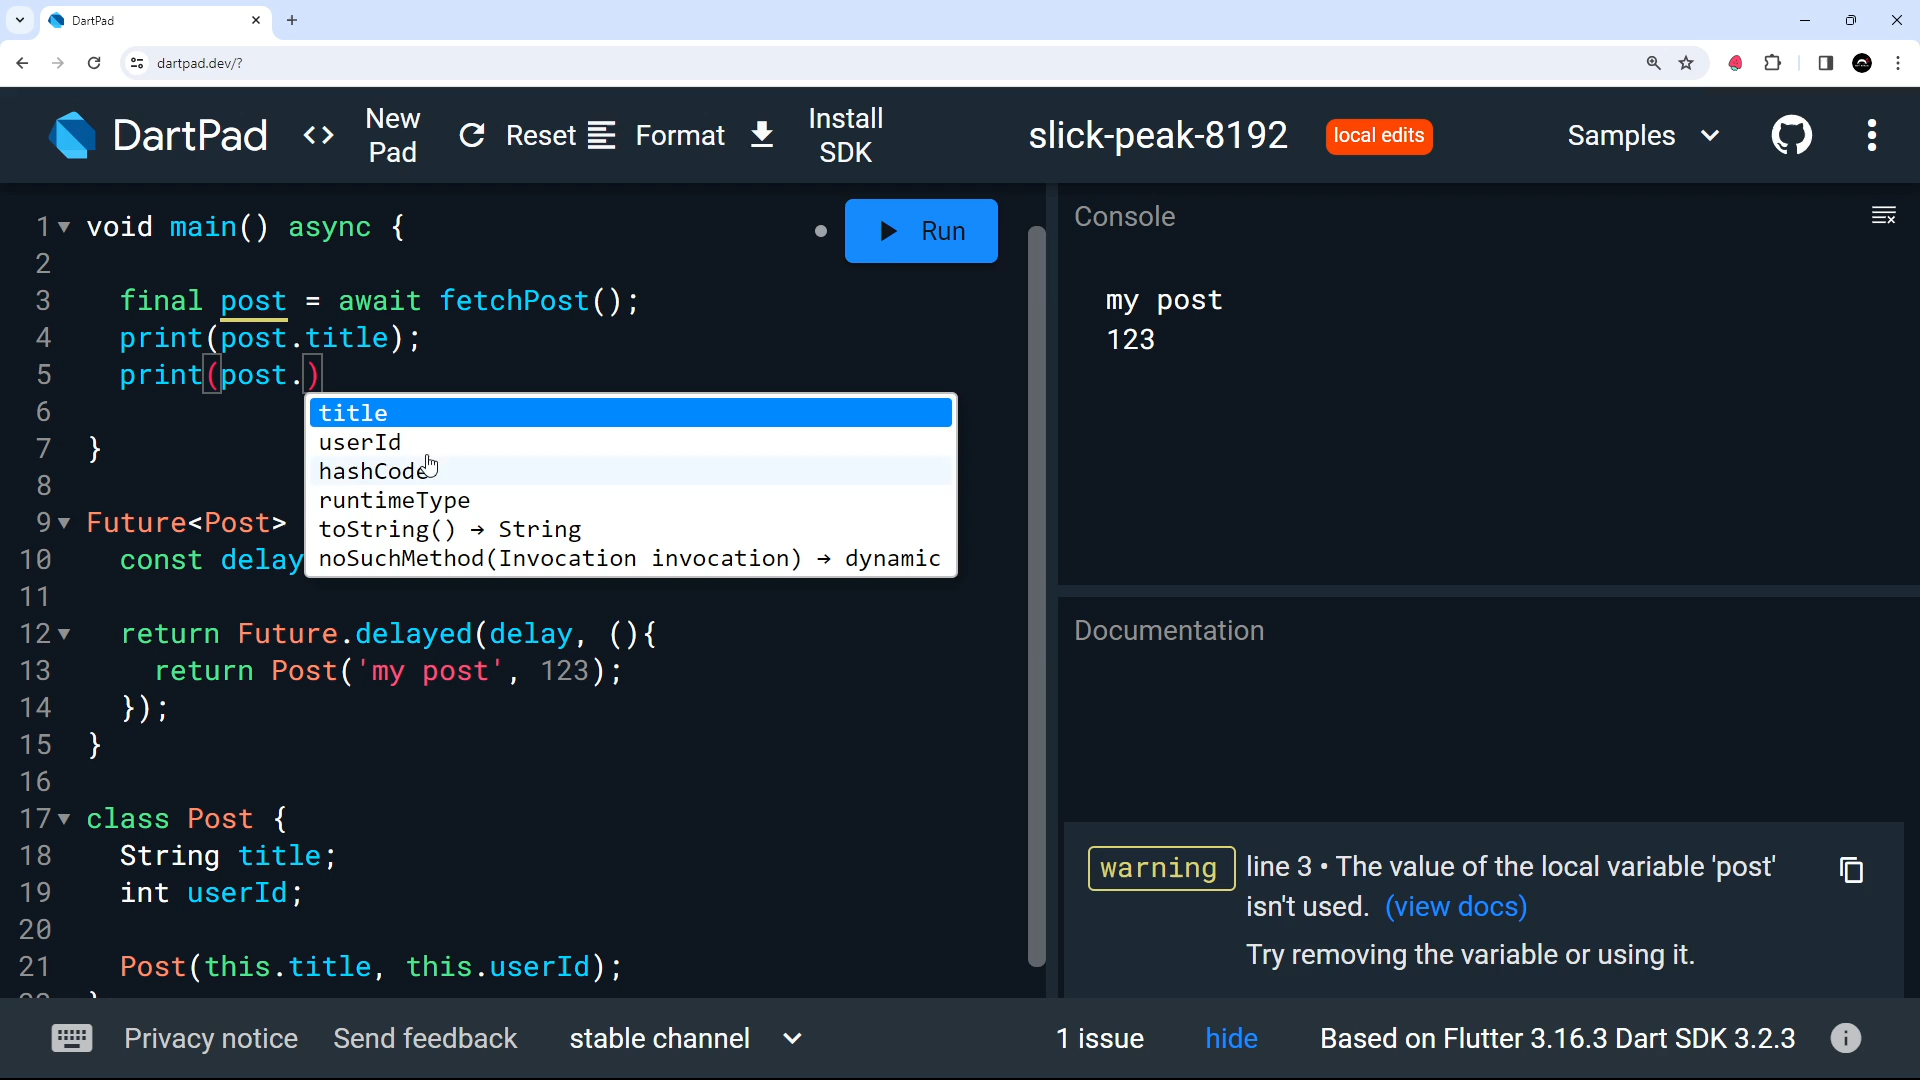 DartPad
dartpad.dev/?
DartPad
<> New Pad
Reset
Format
Install SDK
slick-peak-8192
local edits
Samples
1 void main() async {
2
3 final post = await fetchPost();
4 print(post.title);
5 print(post.)
6
7 }
8
9 Future<Post>
10 const delay
11
12 return Future.delayed(delay, (){
13 return Post('my post', 123);
14 });
15 }
16
17 class Post {
18 String title;
19 int userId;
20
21 Post(this.title, this.userId);
title
userId
hashCode
runtimeType
toString() → String
noSuchMethod(Invocation invocation) → dynamic
Run
Console
my post
123
Documentation
warning
line 3 • The value of the local variable 'post'
isn't used. (view docs)
Try removing the variable or using it.
Privacy notice
Send feedback
stable channel
1 issue
hide
Based on Flutter 3.16.3 Dart SDK 3.2.3